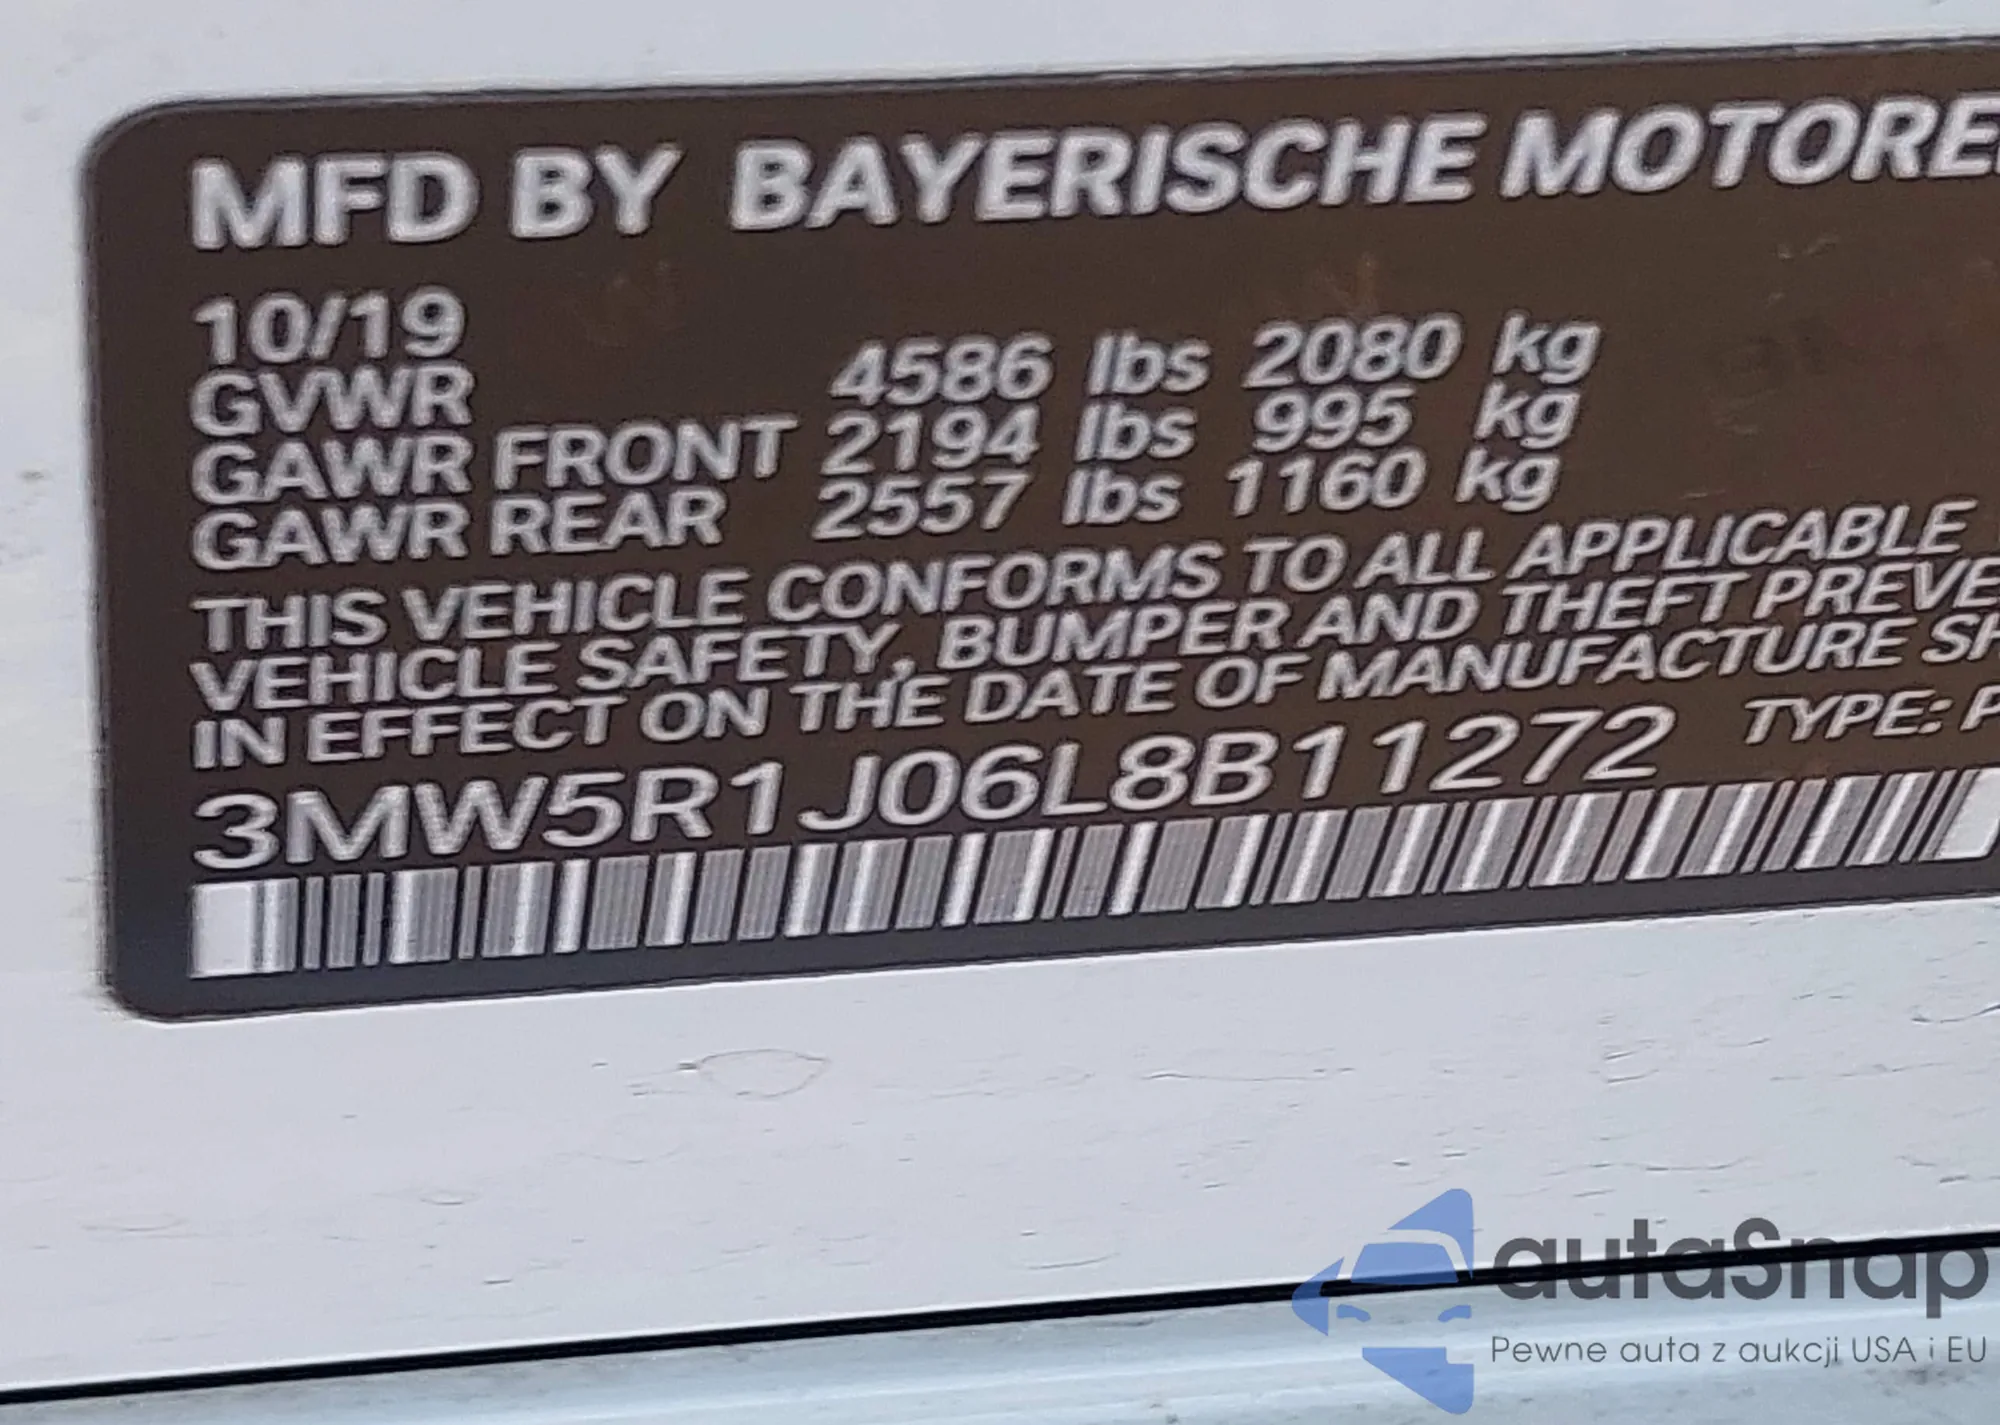 MFD BY BAYERISCHE MOTORE
10/19
GVWR 4586 lbs 2080 kg
GAWR FRONT 2194 lbs 995 kg
GAWR REAR 2557 lbs 1160 kg
THIS VEHICLE CONFORMS TO ALL APPLICABLE
VEHICLE SAFETY, BUMPER AND THEFT PREVE
IN EFFECT ON THE DATE OF MANUFACTURE SH
3MW5R1J06L8B11272 TYPE: P
autaSnap
Pewne auta z aukcji USA i EU